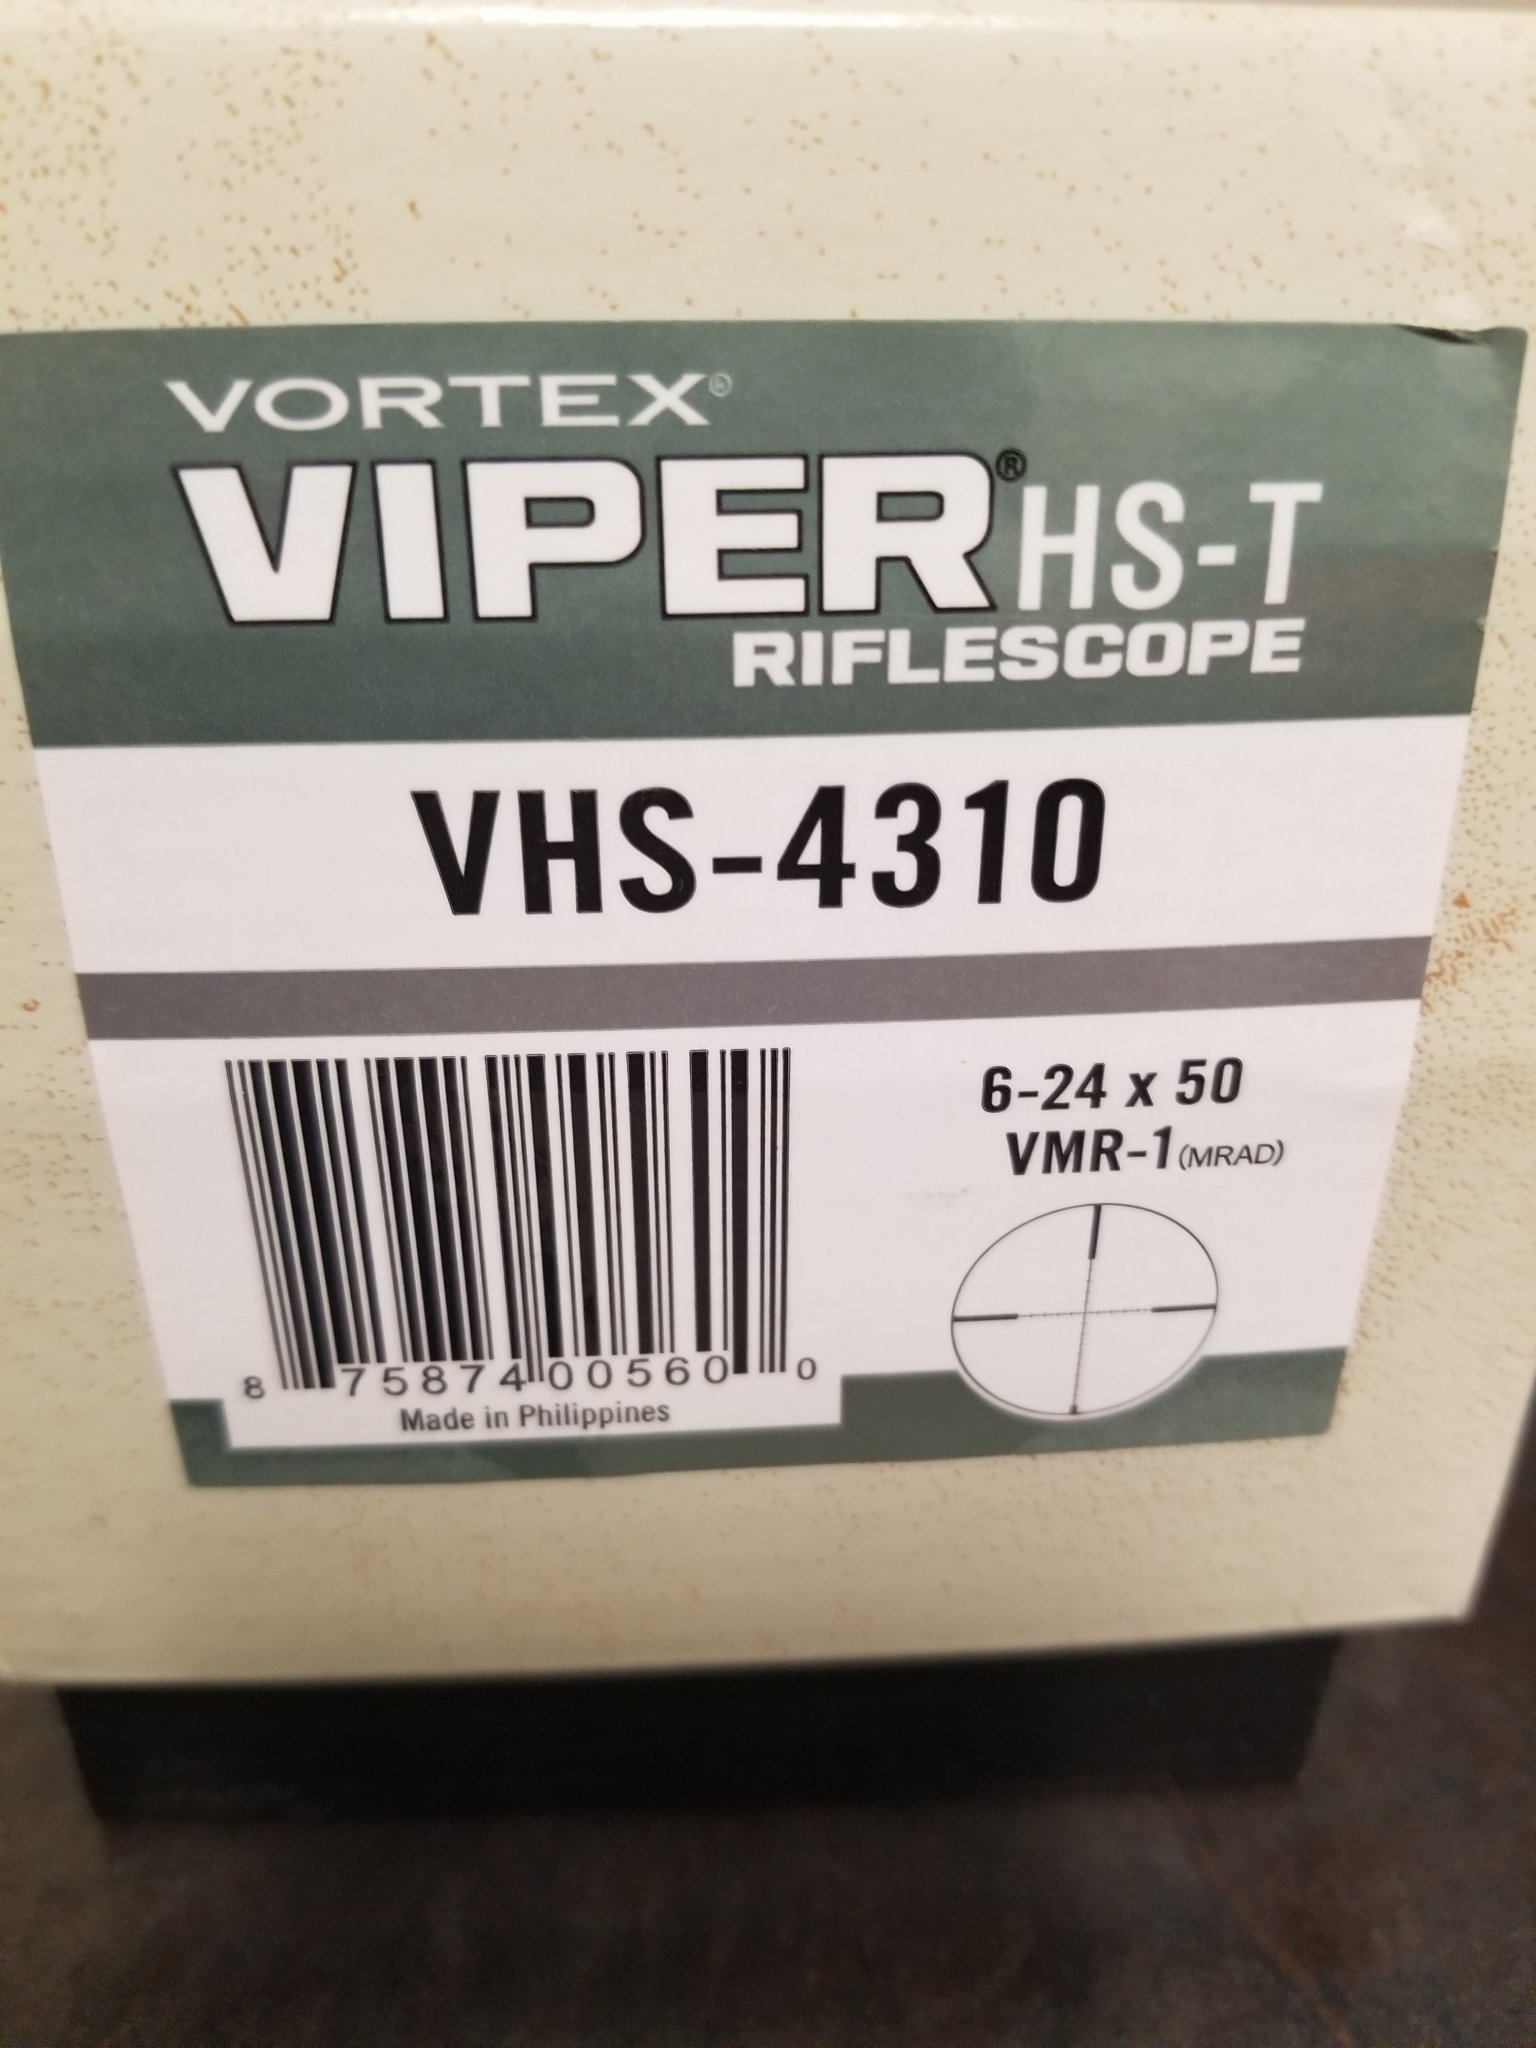 VORTEX®
VIPER® HS-T
RIFLESCOPE
VHS-4310
6-24 x 50
VMR-1 (MRAD)
8 75874 00560 0
Made in Philippines